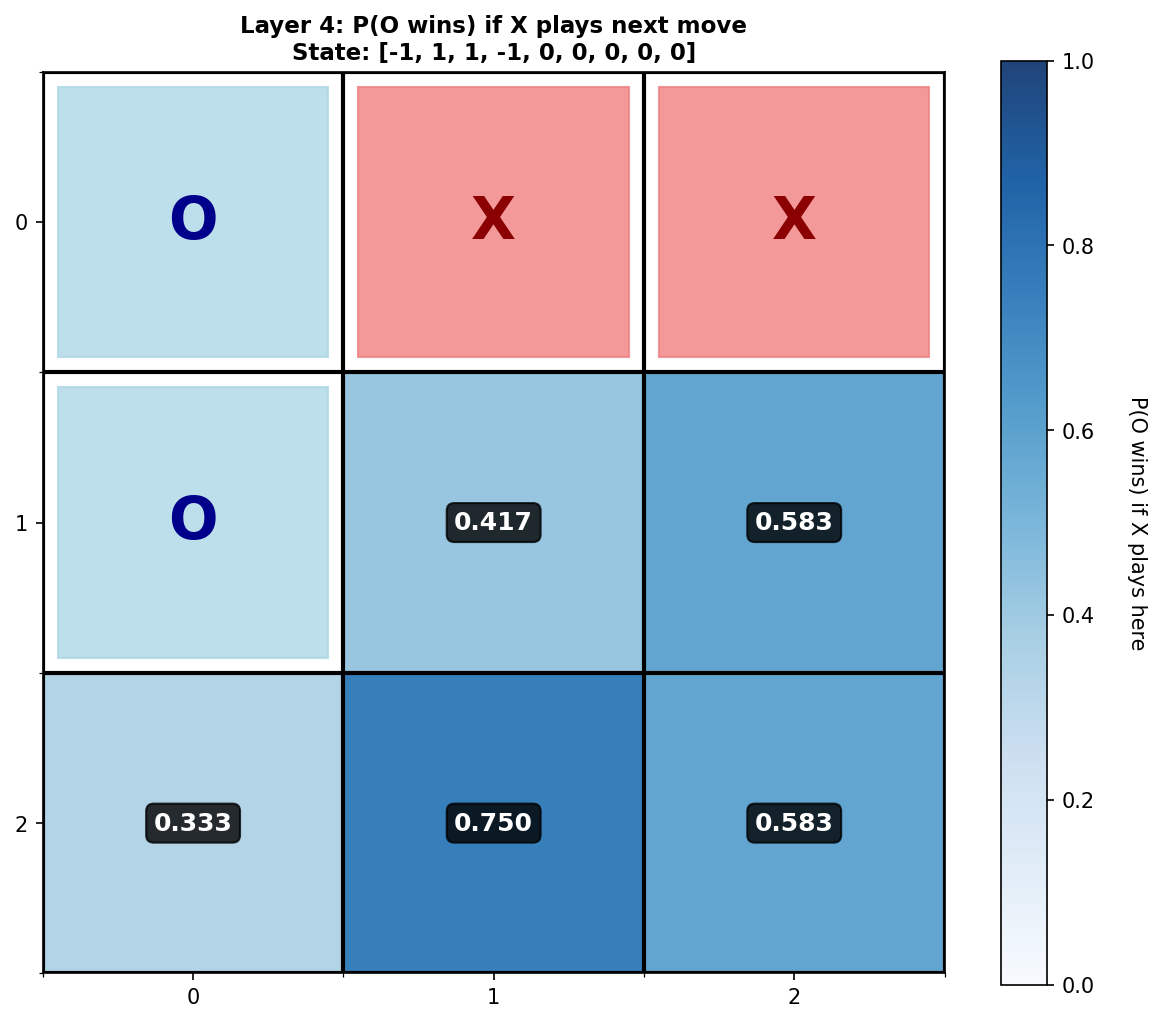 Layer 4: P(O wins) if X plays next move
State: [-1, 1, 1, -1, 0, 0, 0, 0, 0]
0
O
X
X
1
O
0.417
0.583
2
0.333
0.750
0.583
0
1
2
1.0
0.8
0.6
0.4
0.2
0.0
P(O wins) if X plays here